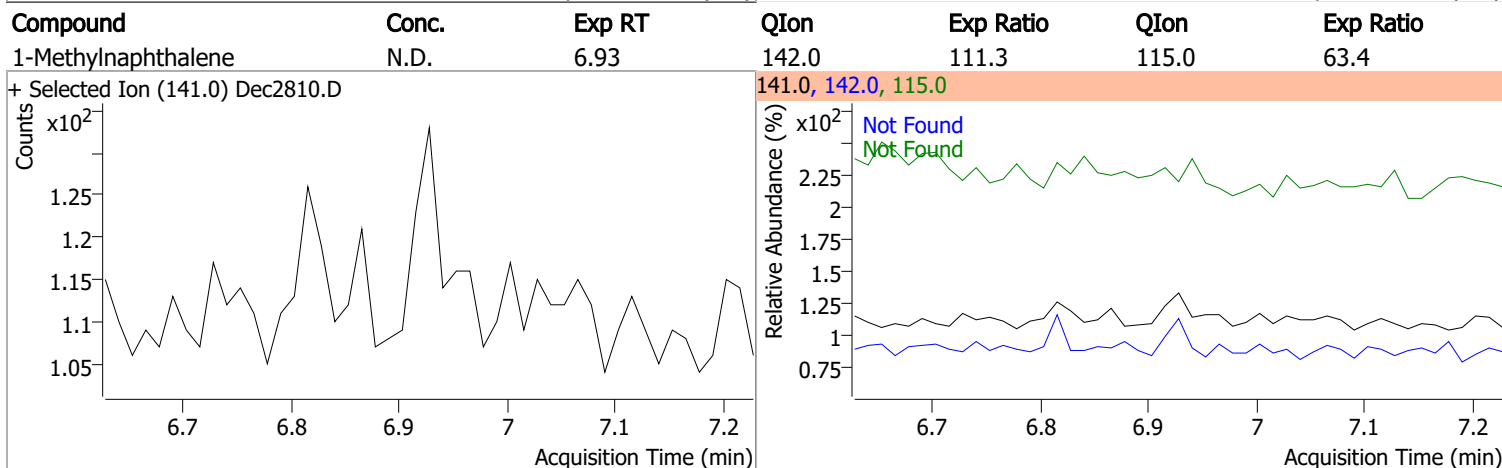 Compound Conc. Exp RT QIon Exp Ratio QIon Exp Ratio
1-Methylnaphthalene N.D. 6.93 142.0 111.3 115.0 63.4
+ Selected Ion (141.0) Dec2810.D
Counts
x10²
1.25
1.2
1.15
1.1
1.05
6.7 6.8 6.9 7 7.1 7.2
Acquisition Time (min)
141.0, 142.0, 115.0
Relative Abundance (%)
x10²
Not Found
Not Found
2.25
2
1.75
1.5
1.25
1
0.75
6.7 6.8 6.9 7 7.1 7.2
Acquisition Time (min)